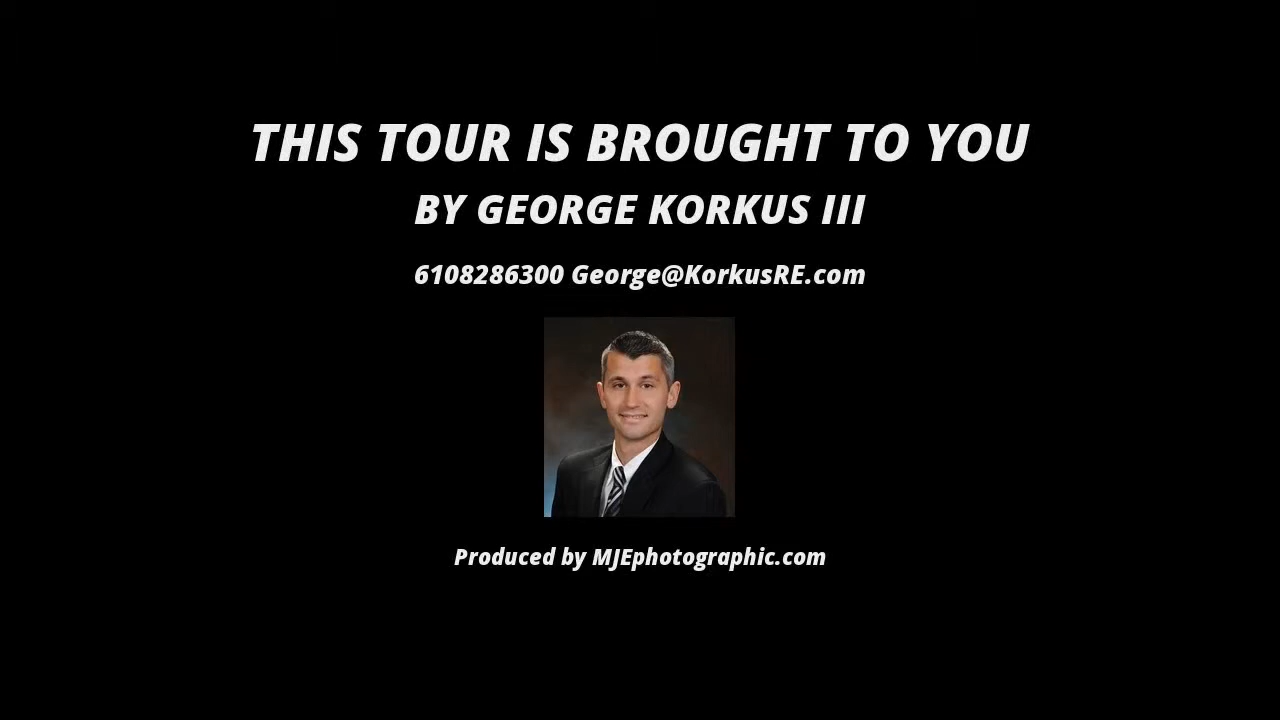 THIS TOUR IS BROUGHT TO YOU
BY GEORGE KORKUS III
6108286300 George@KorkusRE.com
Produced by MJEphotographic.com